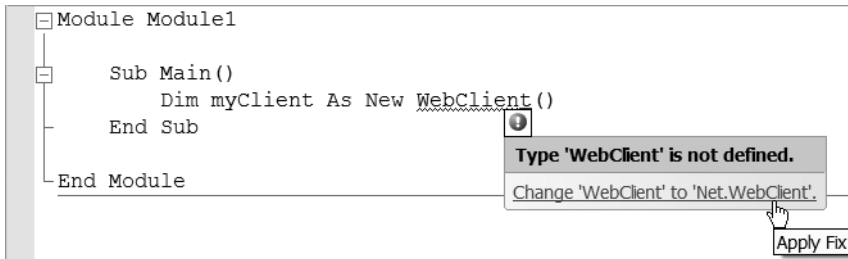 Module Module1
Sub Main()
Dim myClient As New WebClient()
End Sub
Type 'WebClient' is not defined.
End Module
Change 'WebClient' to 'Net.WebClient'.
Apply Fix